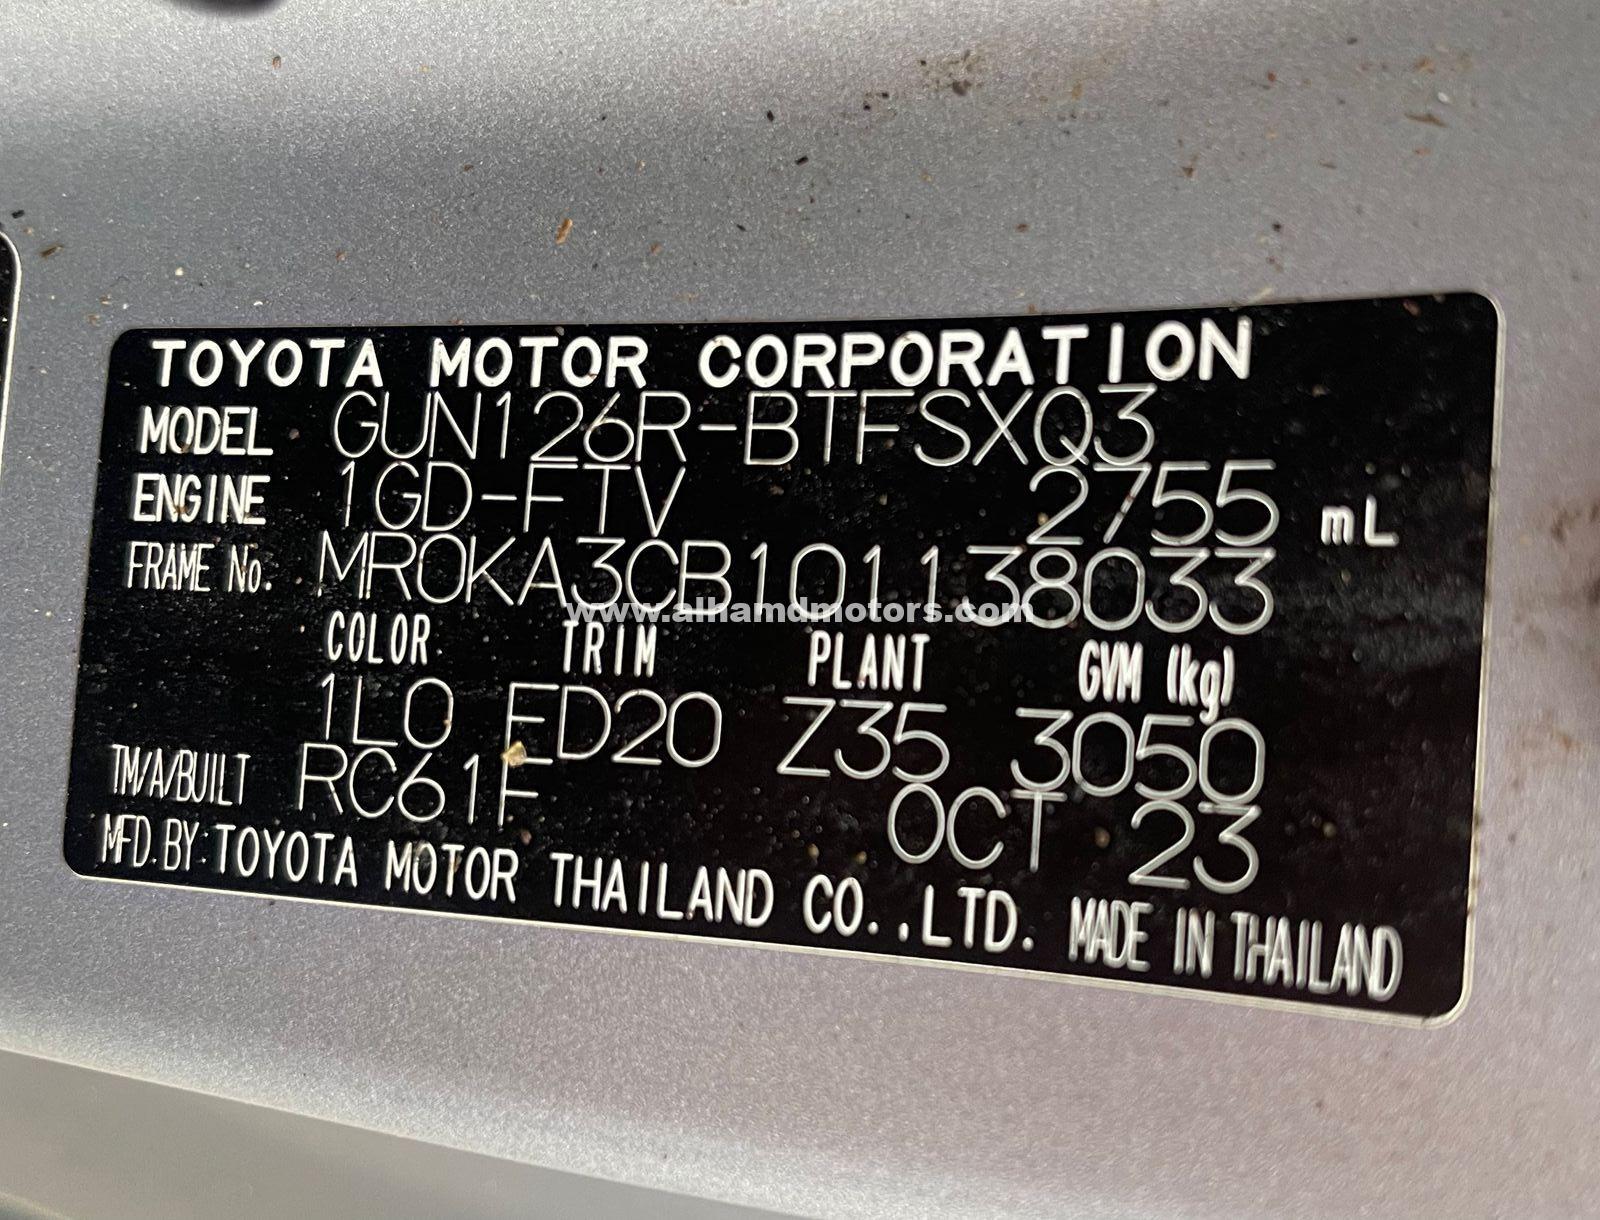 TOYOTA MOTOR CORPORATION
MODEL GUN126R-BTFSXQ3
ENGINE 1GD-FTV 2755 mL
FRAME No. MR0KA3CB101138033
www.alhamdmotors.com
COLOR TRIM PLANT GVM (kg)
1L0 ED20 Z35 3050
TM/A/BUILT RC61F OCT 23
MFD. BY: TOYOTA MOTOR THAILAND CO.,LTD. MADE IN THAILAND